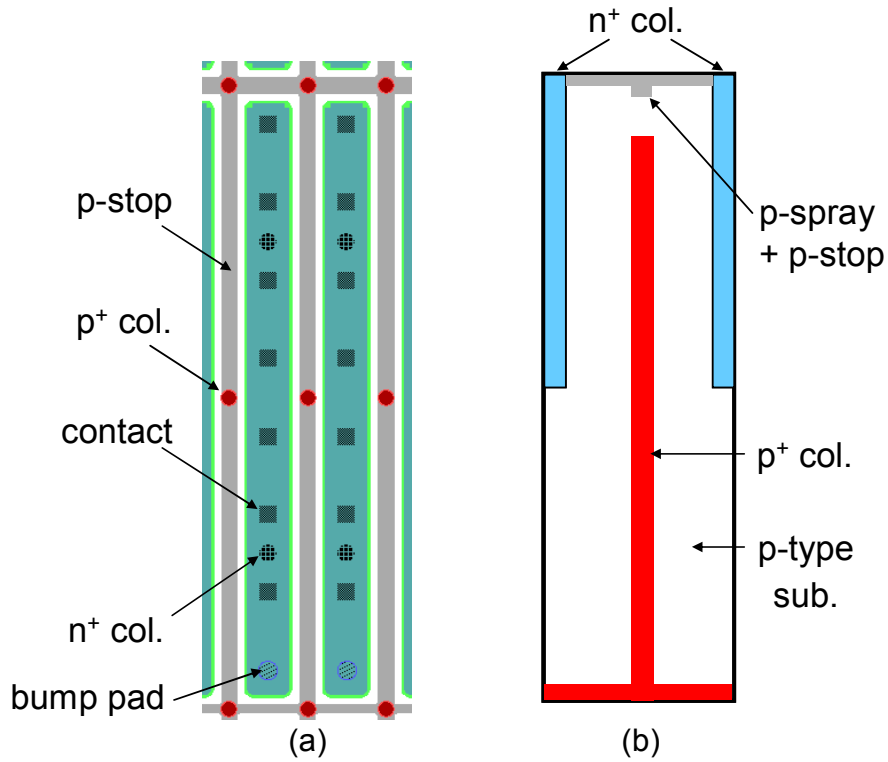 n⁺ col.
p-stop
p⁺ col.
contact
n⁺ col.
bump pad
(a)
p-spray
+ p-stop
p⁺ col.
p-type
sub.
(b)